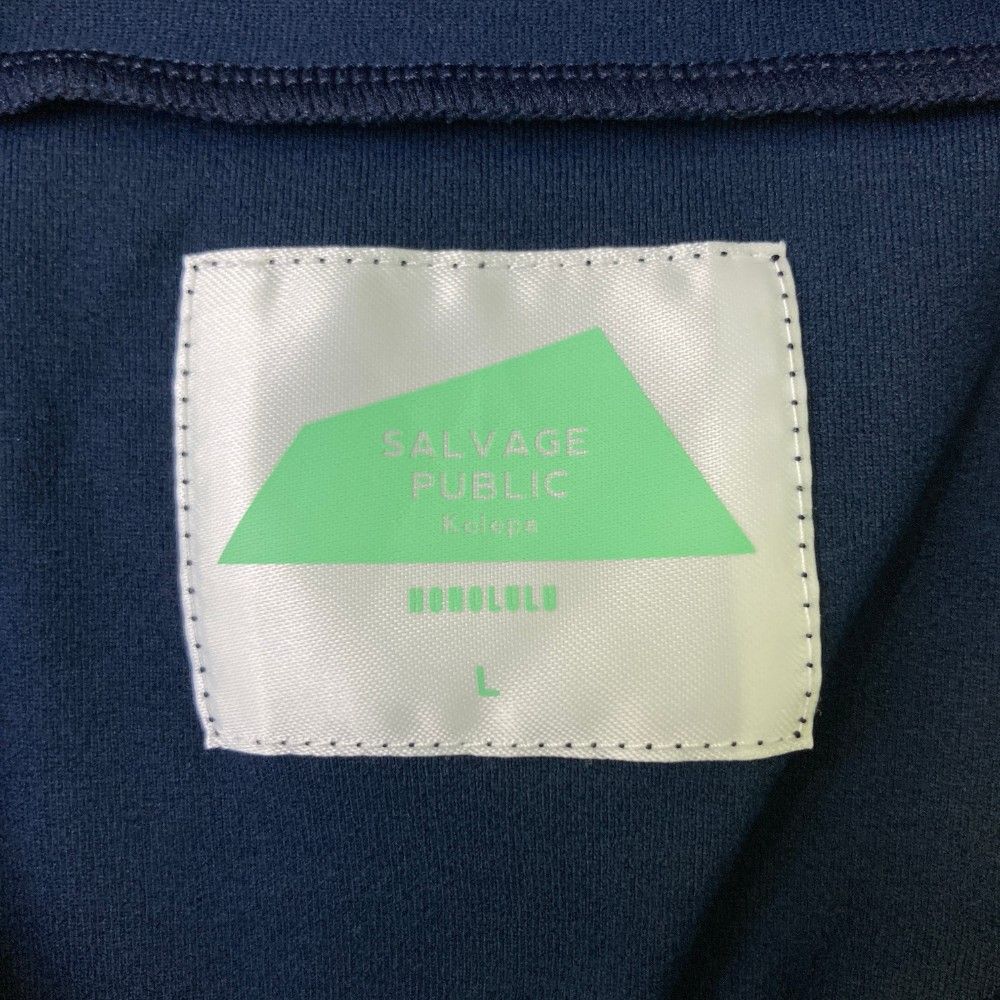 SALVAGE
PUBLIC
Kolepa
HONOLULU
L